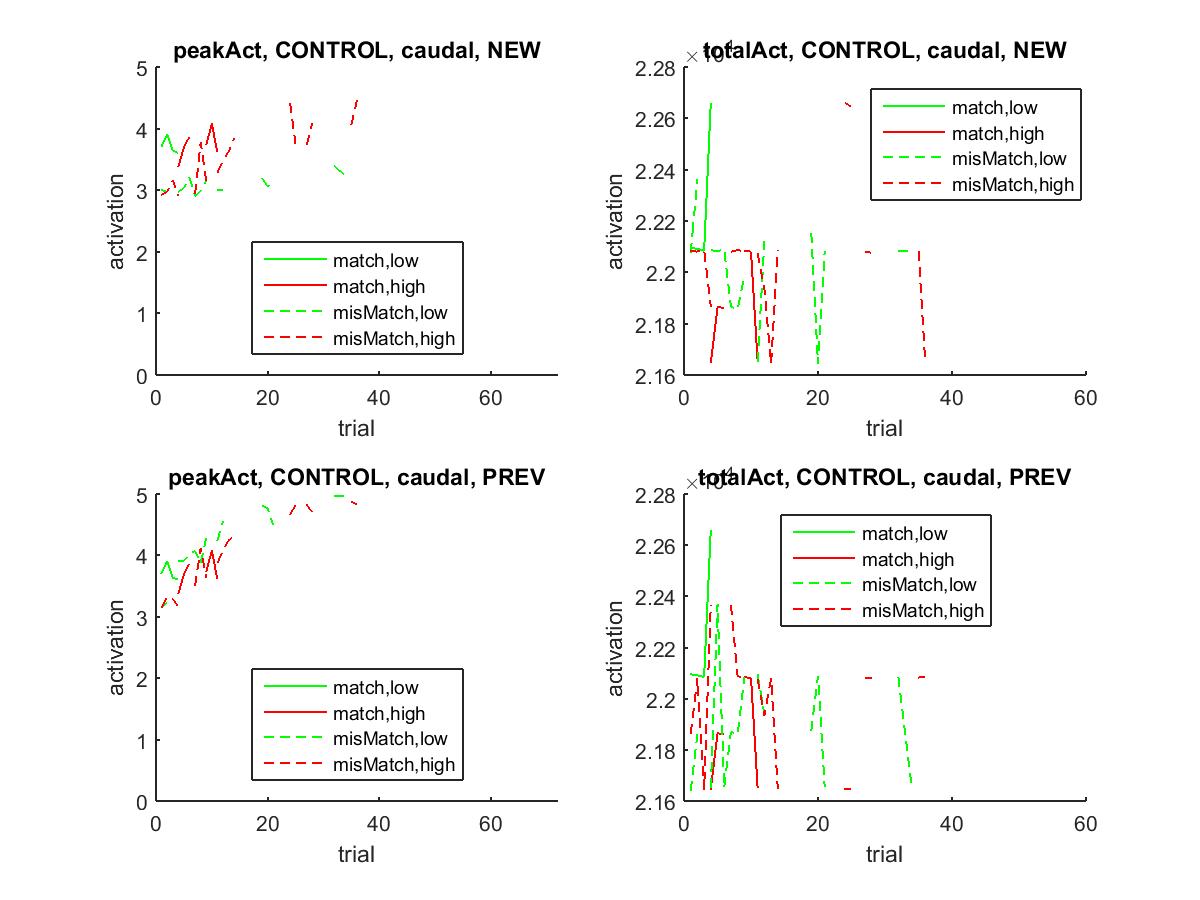 peakAct, CONTROL, caudal, NEW
5
4
3
2
1
0
activation
0 20 40 60
trial
match,low
match,high
misMatch,low
misMatch,high
totalAct, CONTROL, caudal, NEW
2.28
2.26
2.24
2.22
2.2
2.18
2.16
activation
0 20 40 60
trial
match,low
match,high
misMatch,low
misMatch,high
peakAct, CONTROL, caudal, PREV
5
4
3
2
1
0
activation
0 20 40 60
trial
match,low
match,high
misMatch,low
misMatch,high
totalAct, CONTROL, caudal, PREV
× 10⁴
2.28
2.26
2.24
2.22
2.2
2.18
2.16
activation
0 20 40 60
trial
match,low
match,high
misMatch,low
misMatch,high